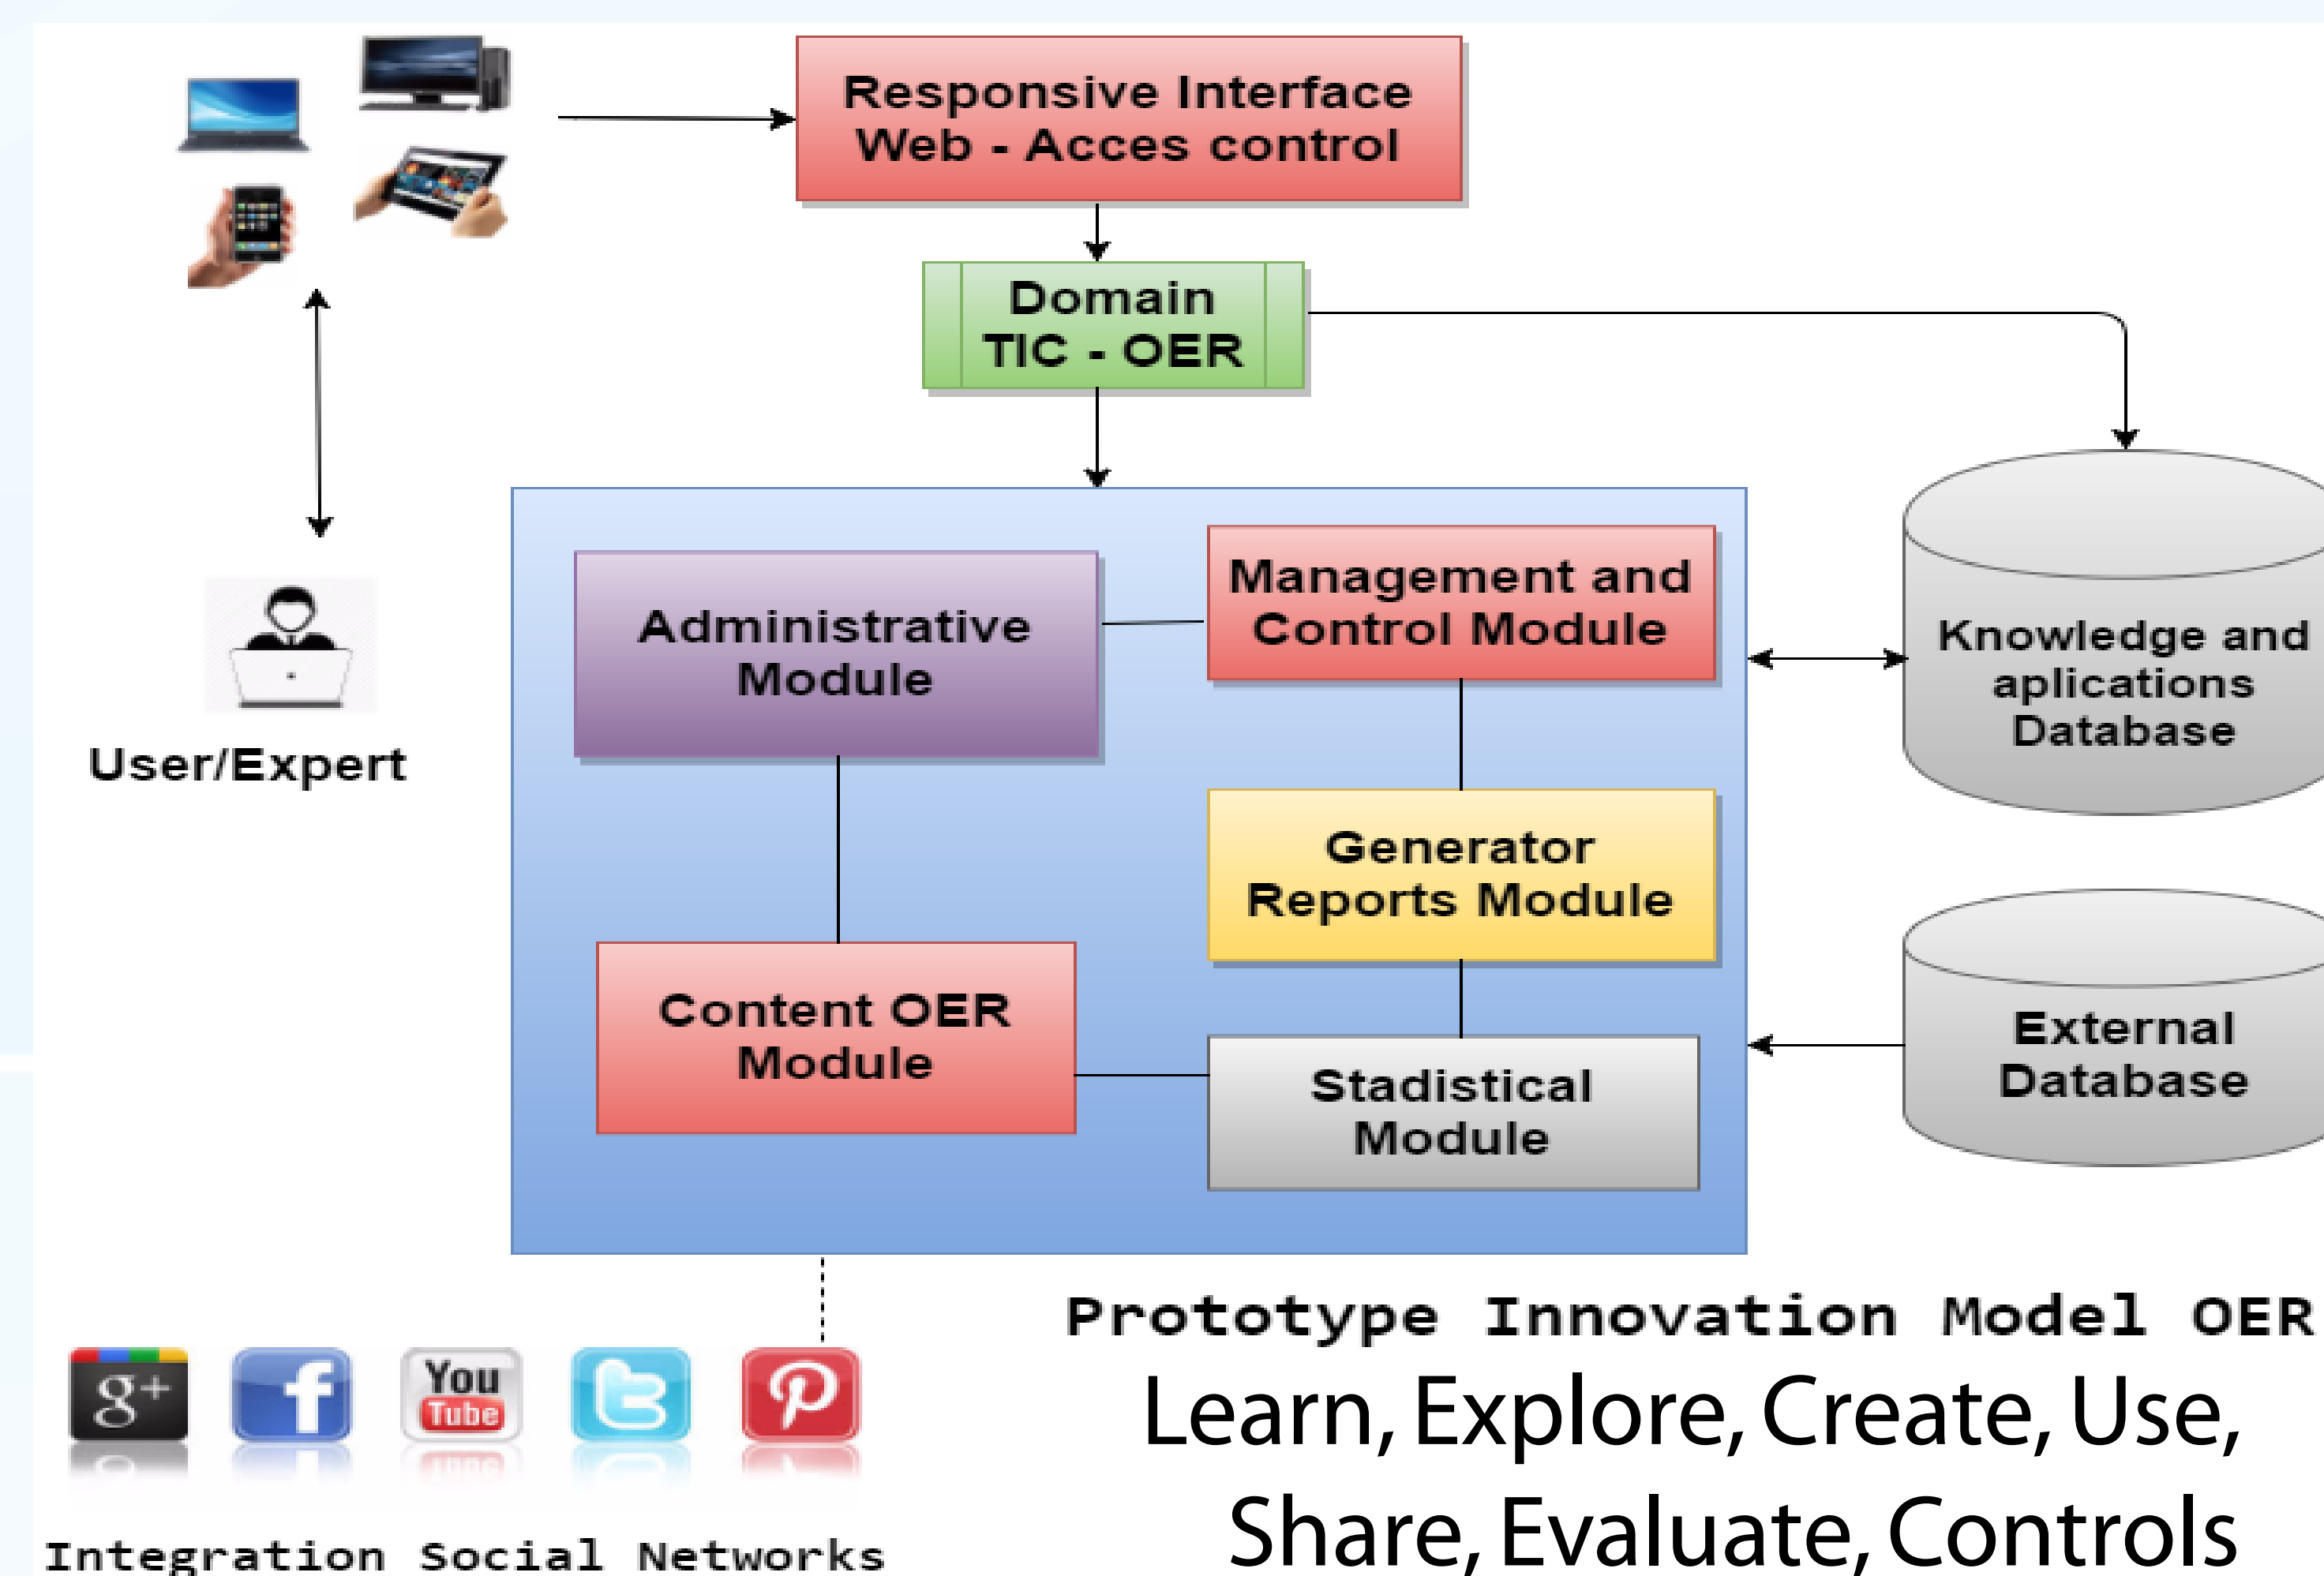 Responsive Interface
Web - Acces control
Domain
TIC - OER
Administrative
Module
Management and
Control Module
Knowledge and
aplications
Database
User/Expert
Generator
Reports Module
Content OER
Module
Stadistical
Module
External
Database
Prototype Innovation Model OER
Learn, Explore, Create, Use,
Share, Evaluate, Controls
g+
f
You
Tube
t
p
Integration Social Networks